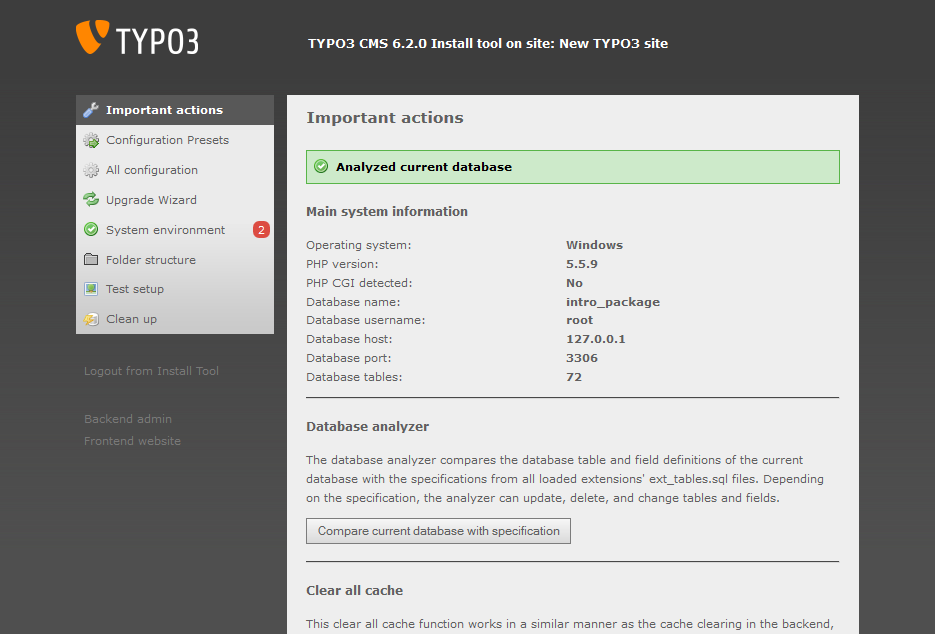 TYPO3
TYPO3 CMS 6.2.0 Install tool on site: New TYPO3 site
Important actions
Configuration Presets
All configuration
Upgrade Wizard
System environment 2
Folder structure
Test setup
Clean up
Logout from Install Tool
Backend admin
Frontend website
Important actions
Analyzed current database
Main system information
Operating system: Windows
PHP version: 5.5.9
PHP CGI detected: No
Database name: intro_package
Database username: root
Database host: 127.0.0.1
Database port: 3306
Database tables: 72
Database analyzer
The database analyzer compares the database table and field definitions of the current
database with the specifications from all loaded extensions' ext_tables.sql files. Depending
on the specification, the analyzer can update, delete, and change tables and fields.
Compare current database with specification
Clear all cache
This clear all cache function works in a similar manner as the cache clearing in the backend,